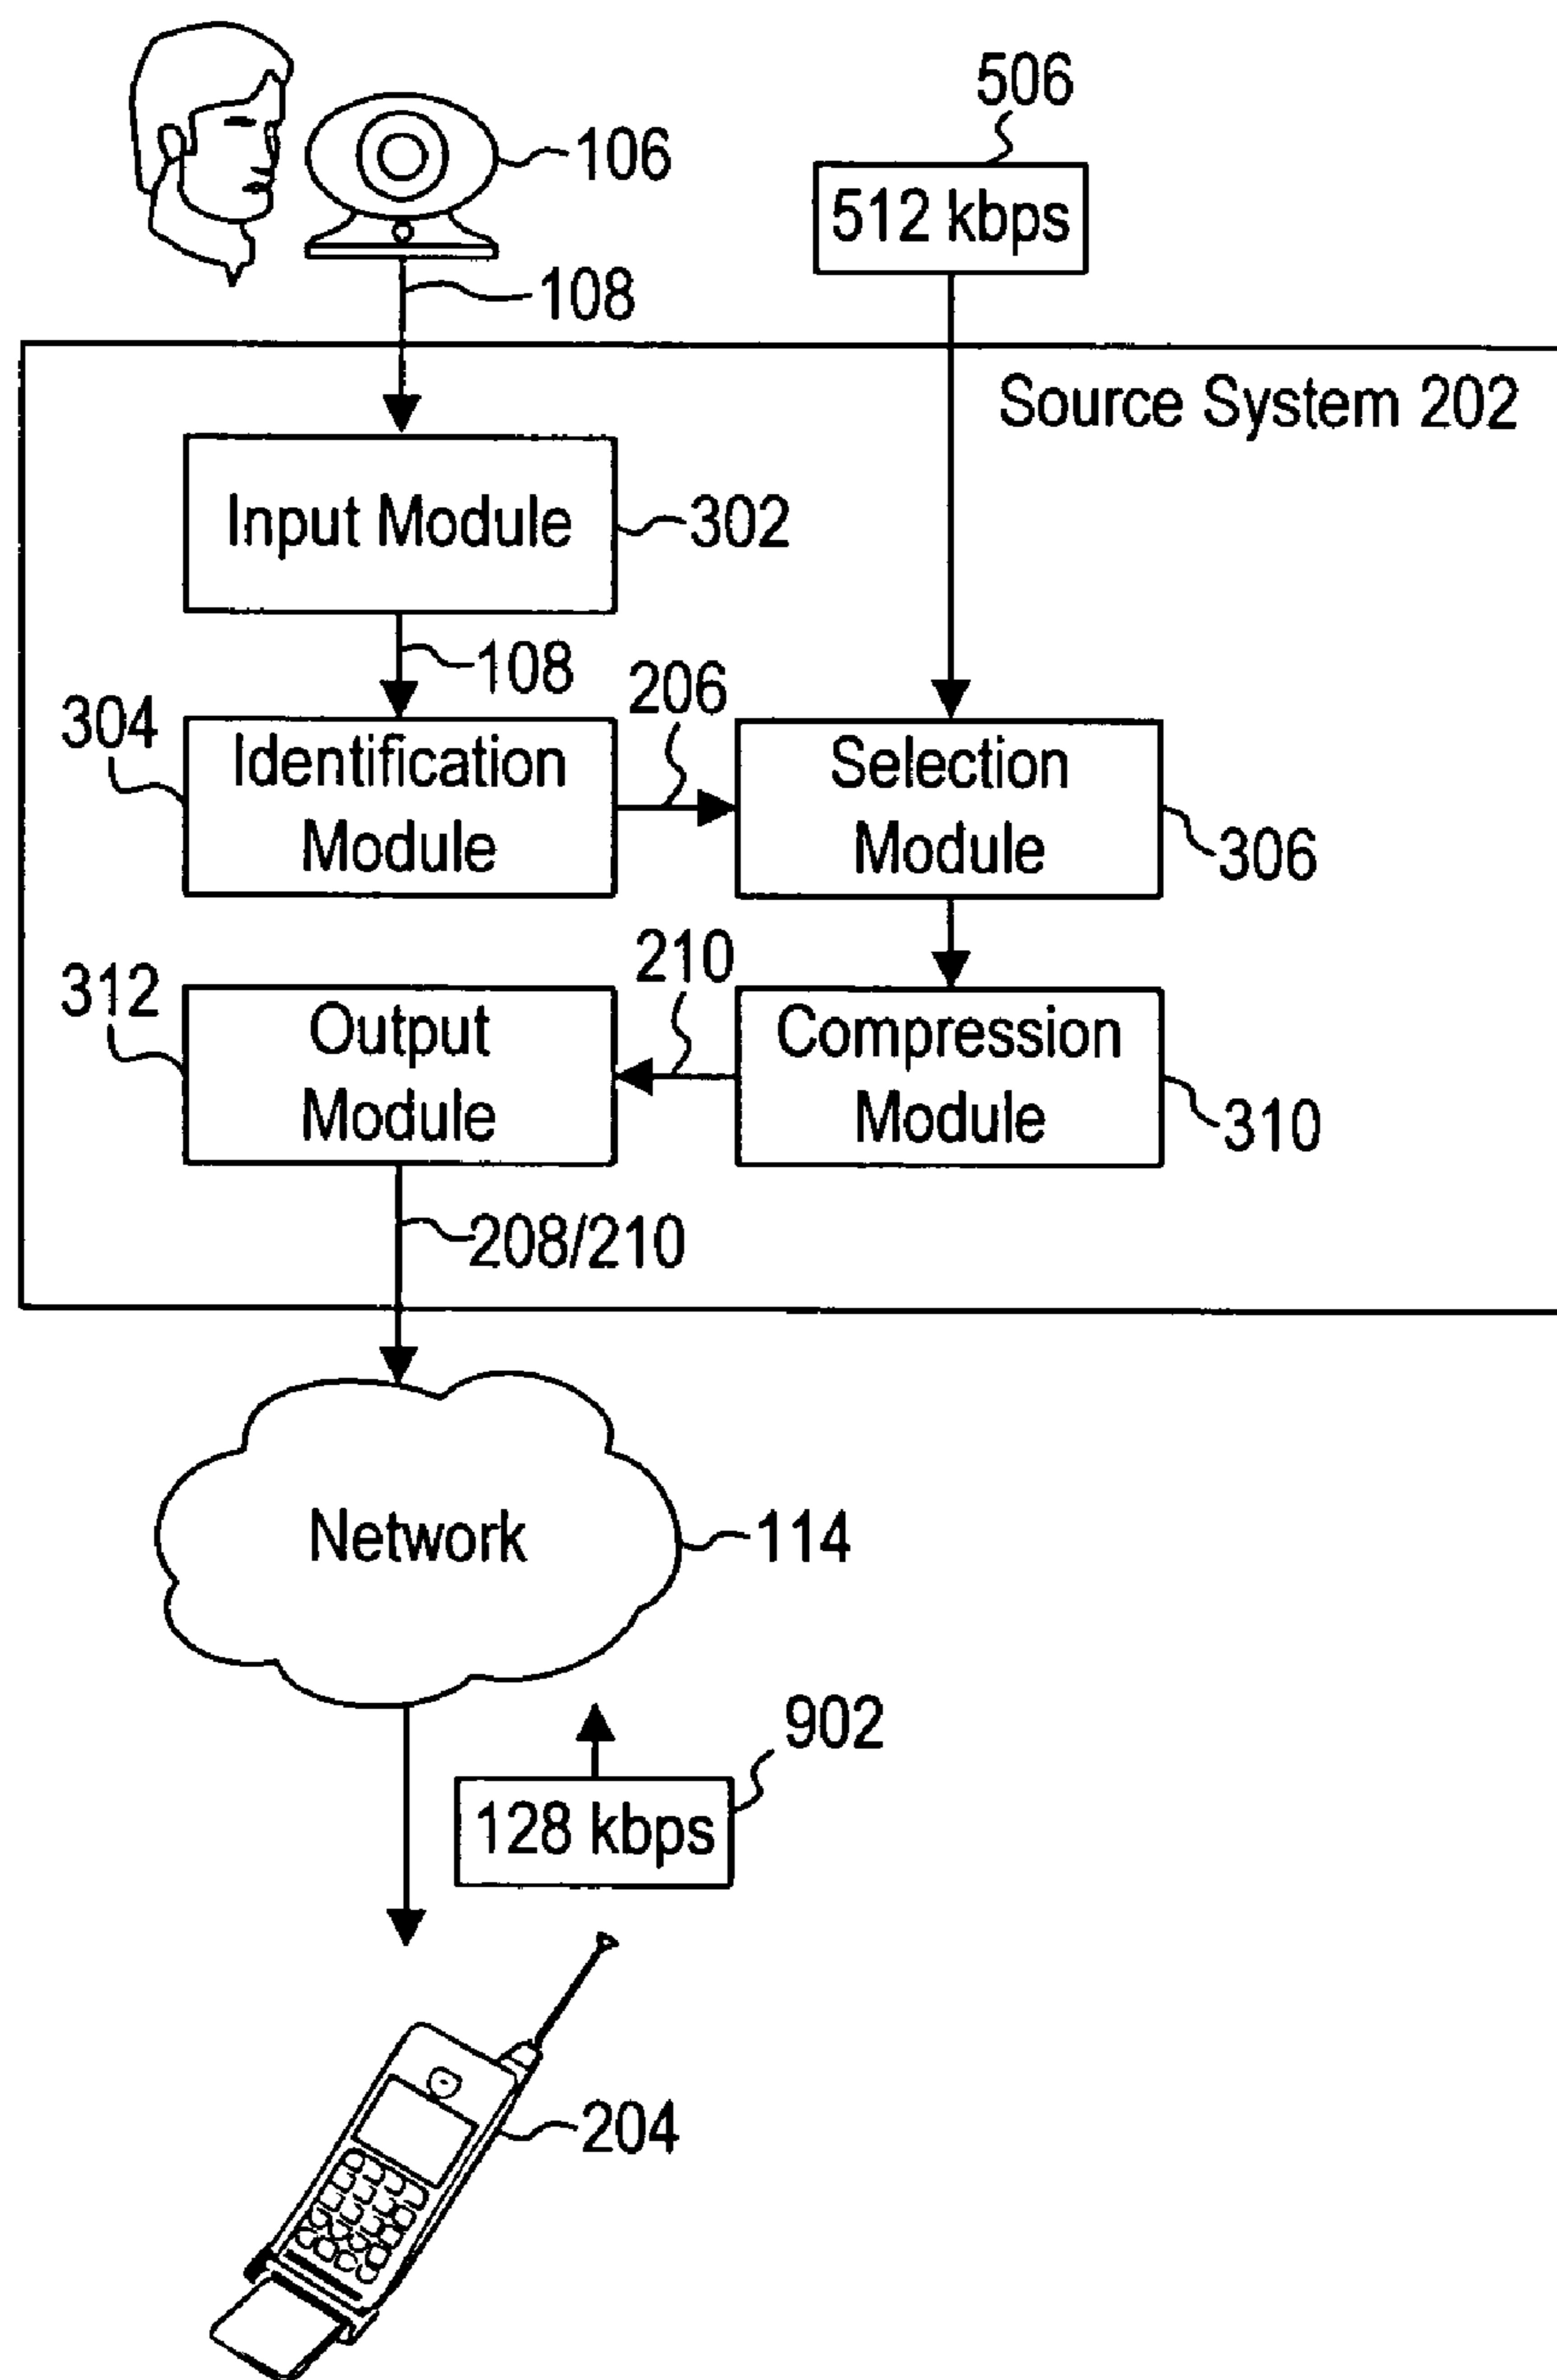 506
106
512 kbps
108
Source System 202
Input Module
302
108
206
304
Identification
Module
Selection
Module
306
210
312
Output
Module
Compression
Module
310
208/210
Network
114
902
128 kbps
204